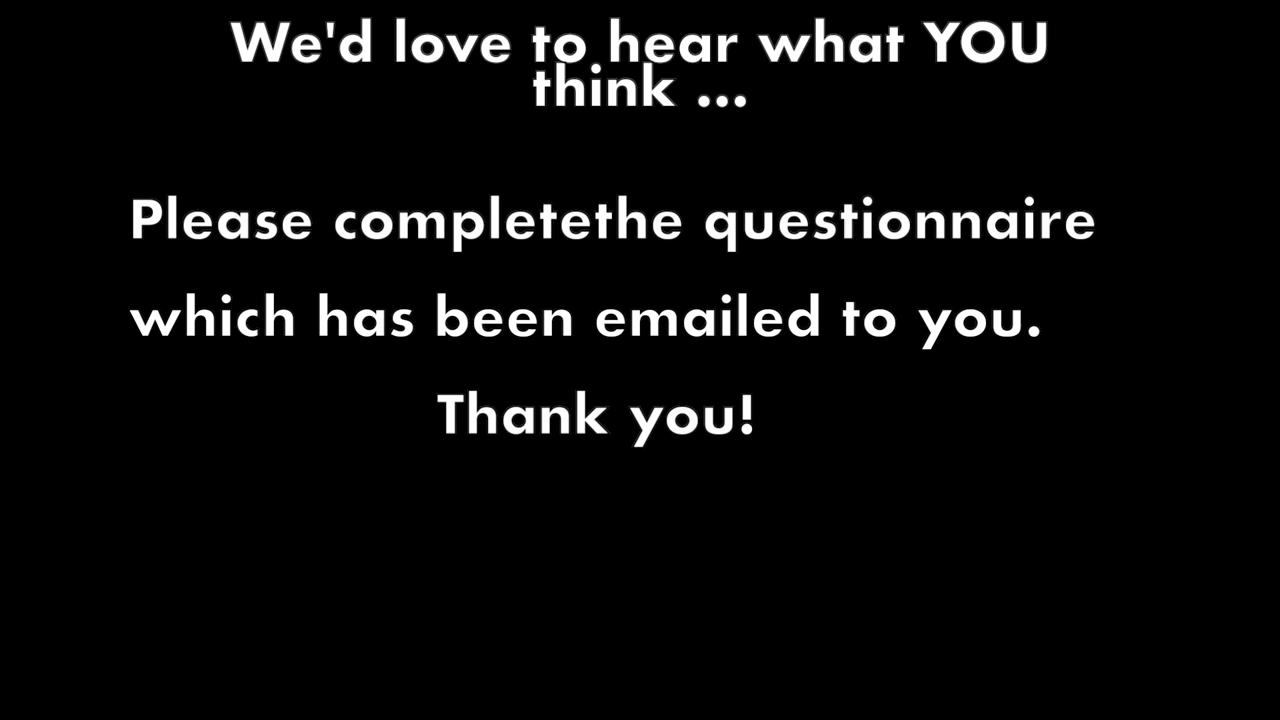 We'd love to hear what YOU
think ...
Please completethe questionnaire
which has been emailed to you.
Thank you!